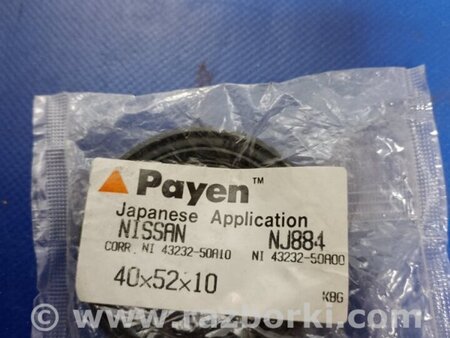 Payen™
Japanese Application
NISSAN NJ884
CORR. NI 43232-50A10 NI 43232-50A00
40x52x10
KBG
www.razborki.com